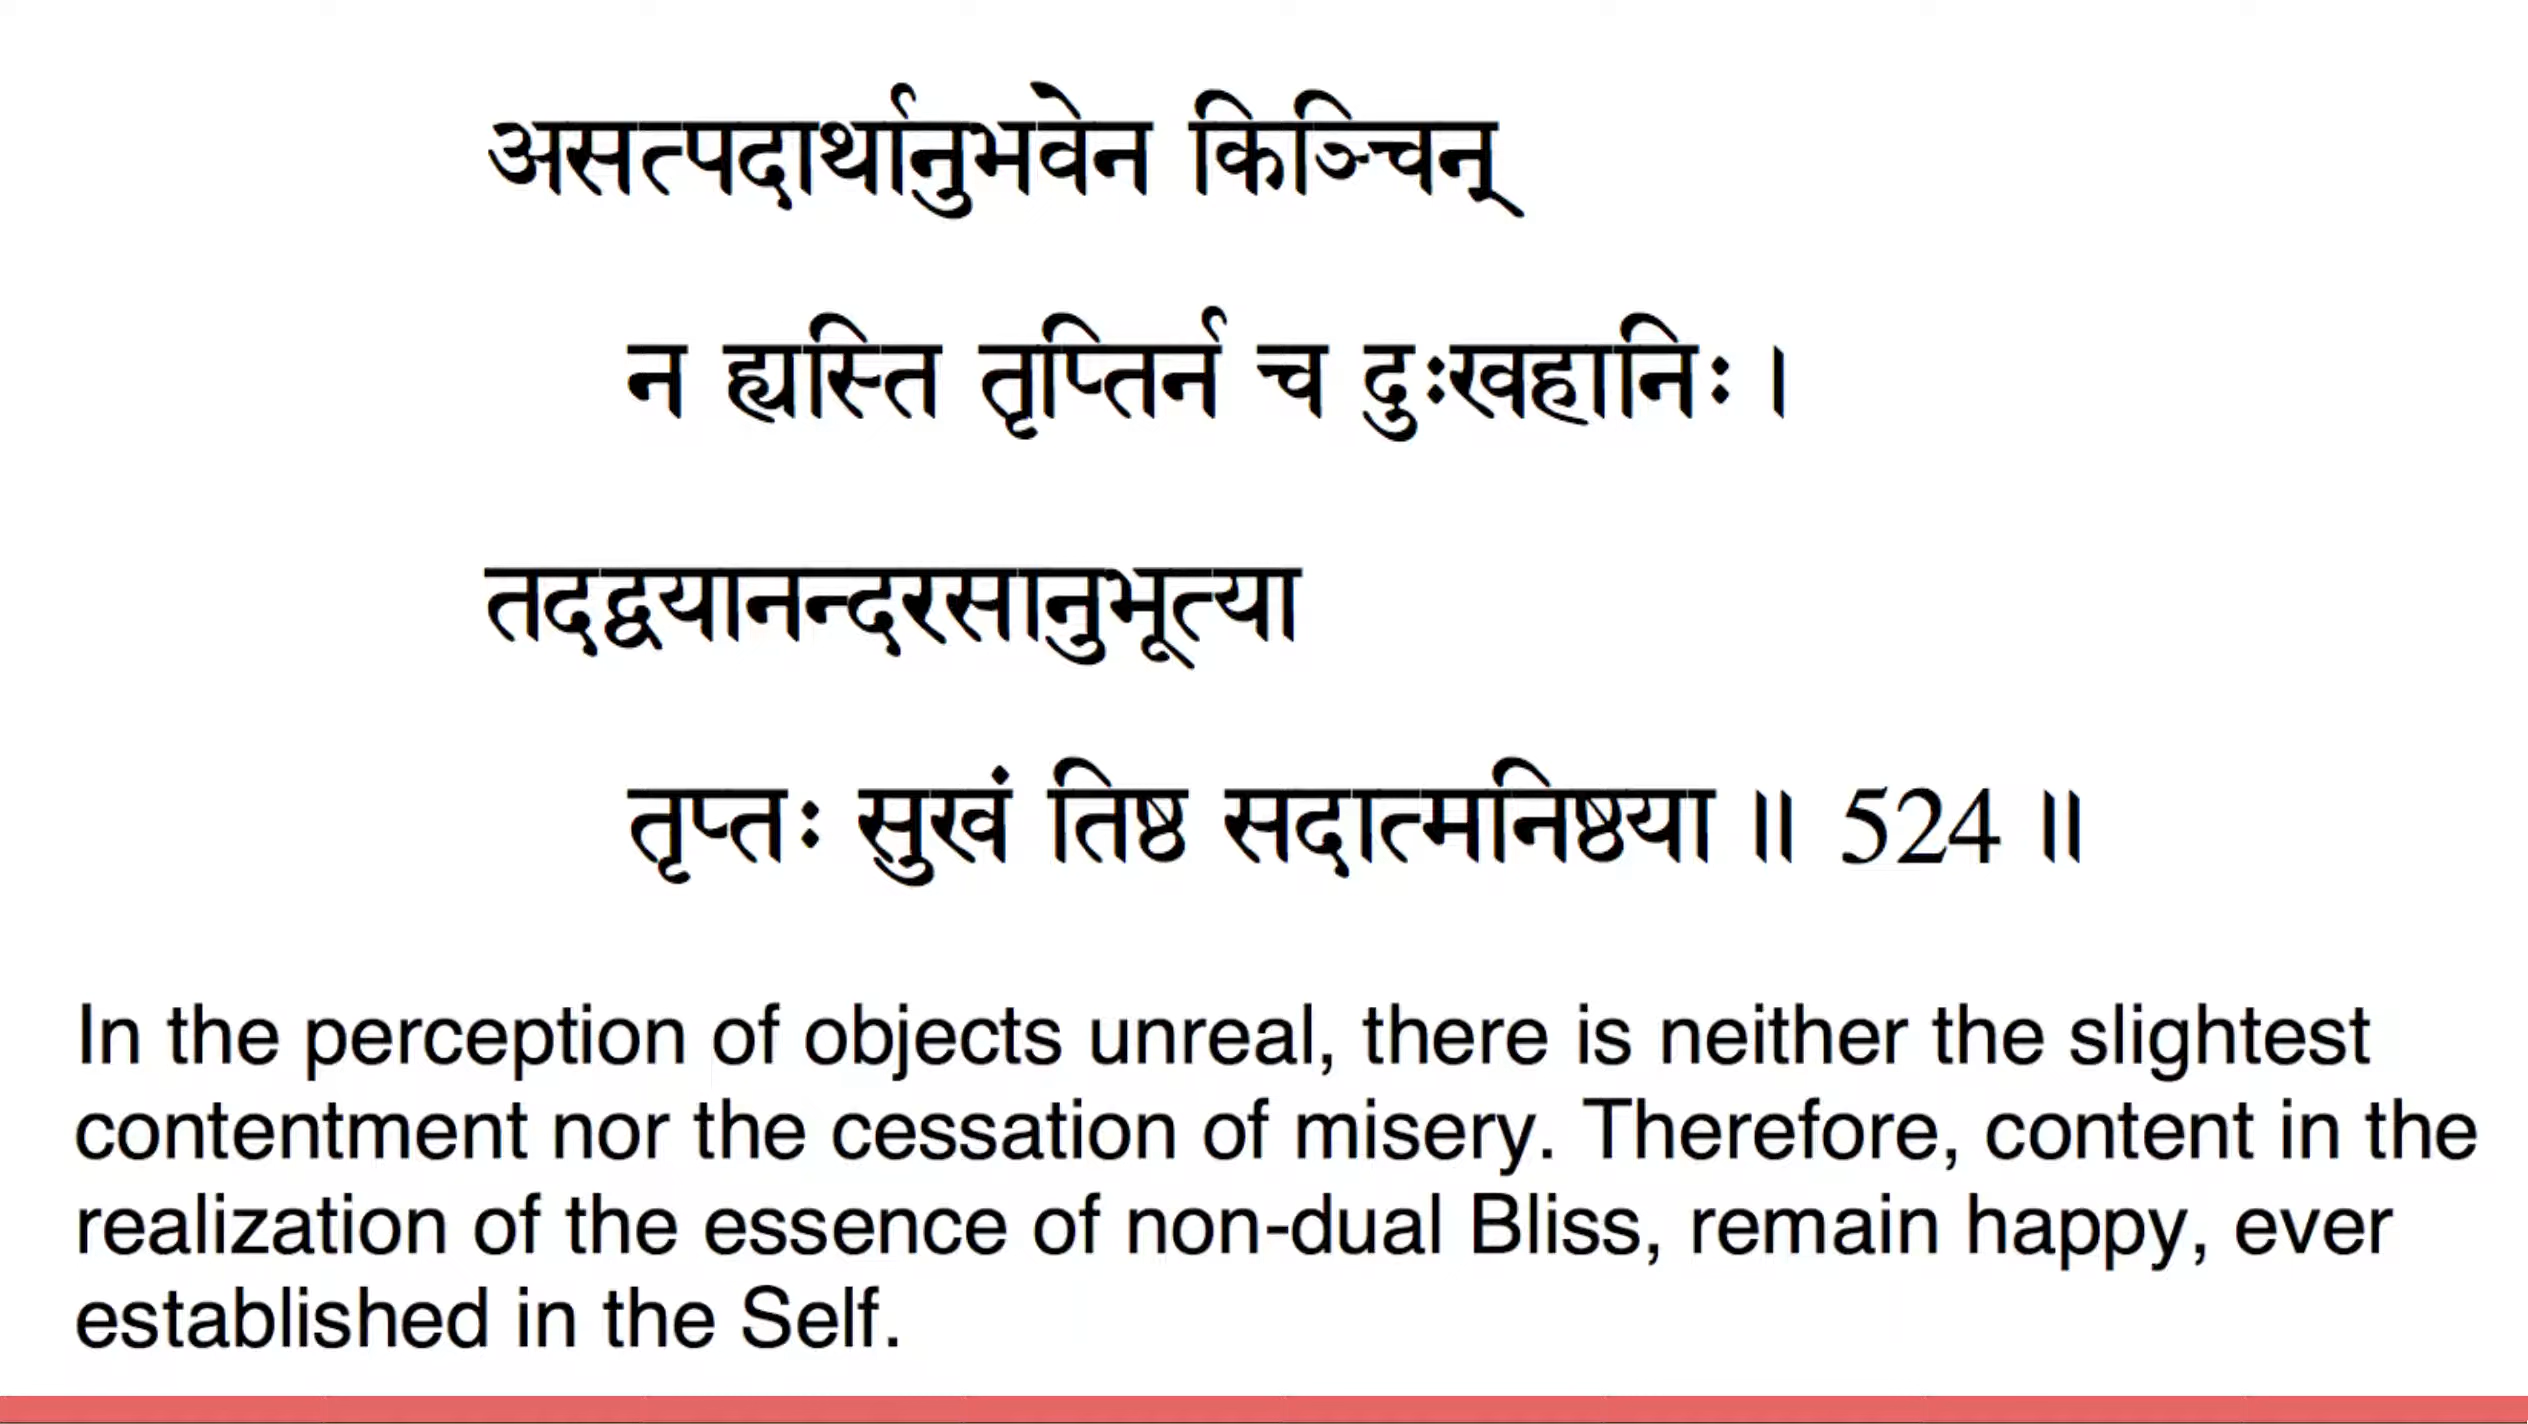 असत्पदार्थानुभवेन किञ्चिन्
न ह्यस्ति तृप्तिर्न च दुःखहानिः ।
तदद्वयानन्दरसानुभूत्या
तृप्तः सुखं तिष्ठ सदात्मनिष्ठया ॥ 524 ॥
In the perception of objects unreal, there is neither the slightest
contentment nor the cessation of misery. Therefore, content in the
realization of the essence of non-dual Bliss, remain happy, ever
established in the Self.